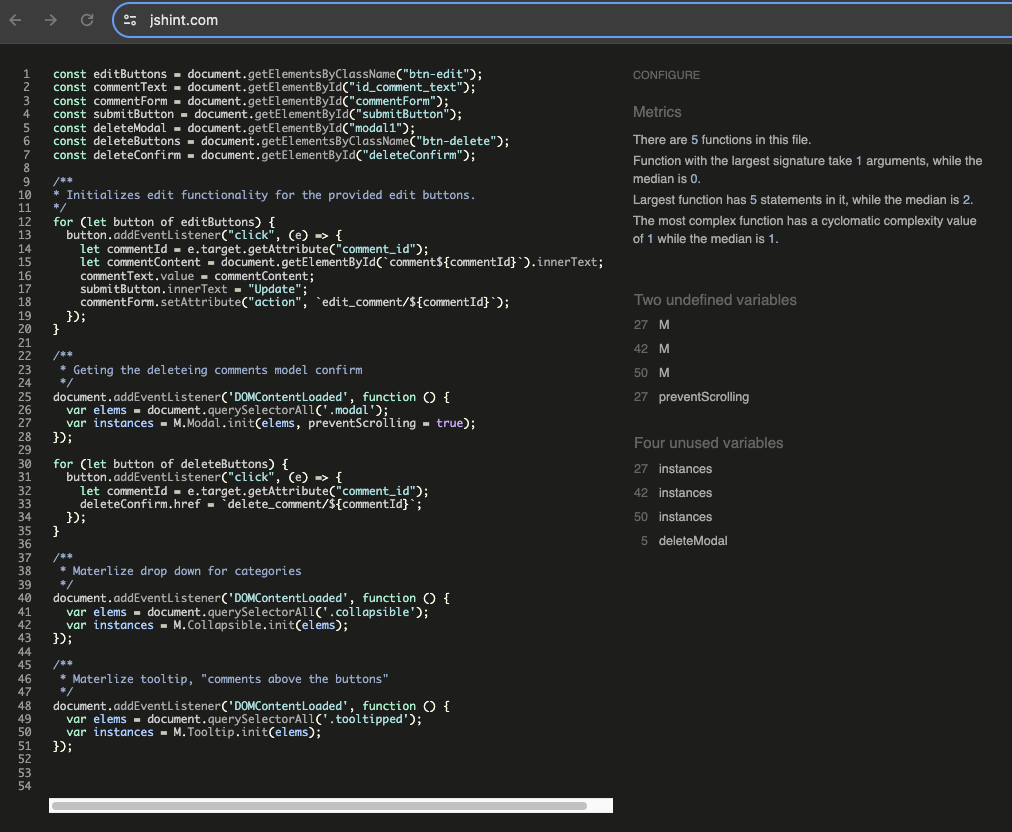 jshint.com
1 const editButtons = document.getElementsByClassName("btn-edit");
2 const commentText = document.getElementById("id_comment_text");
3 const commentForm = document.getElementById("commentForm");
4 const submitButton = document.getElementById("submitButton");
5 const deleteModal = document.getElementById("modal1");
6 const deleteButtons = document.getElementsByClassName("btn-delete");
7 const deleteConfirm = document.getElementById("deleteConfirm");
8
9 /**
10 * Initializes edit functionality for the provided edit buttons.
11 */
12 for (let button of editButtons) {
13   button.addEventListener("click", (e) => {
14     let commentId = e.target.getAttribute("comment_id");
15     let commentContent = document.getElementById(`comment${commentId}`).innerText;
16     commentText.value = commentContent;
17     submitButton.innerText = "Update";
18     commentForm.setAttribute("action", `edit_comment/${commentId}`);
19   });
20 }
21
22 /**
23  * Geting the deleteing comments model confirm
24  */
25 document.addEventListener('DOMContentLoaded', function () {
26   var elems = document.querySelectorAll('.modal');
27   var instances = M.Modal.init(elems, preventScrolling = true);
28 });
29
30 for (let button of deleteButtons) {
31   button.addEventListener("click", (e) => {
32     let commentId = e.target.getAttribute("comment_id");
33     deleteConfirm.href = `delete_comment/${commentId}`;
34   });
35 }
36
37 /**
38  * Materlize drop down for categories
39  */
40 document.addEventListener('DOMContentLoaded', function () {
41   var elems = document.querySelectorAll('.collapsible');
42   var instances = M.Collapsible.init(elems);
43 });
44
45 /**
46  * Materlize tooltip, "comments above the buttons"
47  */
48 document.addEventListener('DOMContentLoaded', function () {
49   var elems = document.querySelectorAll('.tooltipped');
50   var instances = M.Tooltip.init(elems);
51 });
52
53
54
CONFIGURE
Metrics
There are 5 functions in this file.
Function with the largest signature take 1 arguments, while the
median is 0.
Largest function has 5 statements in it, while the median is 2.
The most complex function has a cyclomatic complexity value
of 1 while the median is 1.
Two undefined variables
27 M
42 M
50 M
27 preventScrolling
Four unused variables
27 instances
42 instances
50 instances
5 deleteModal